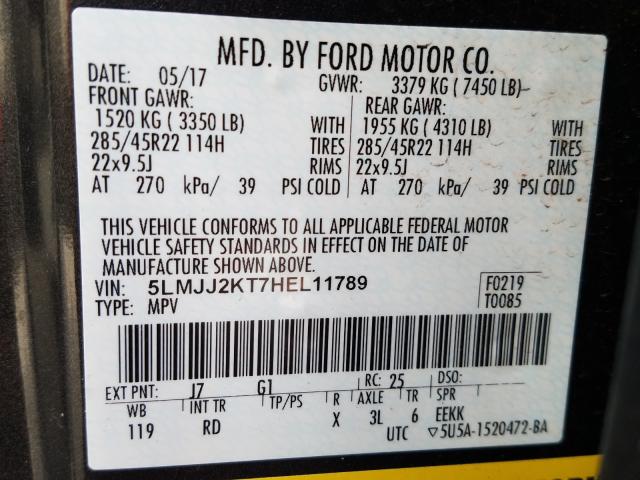 MFD. BY FORD MOTOR CO.
DATE: 05/17 GVWR: 3379 KG ( 7450 LB)
FRONT GAWR: REAR GAWR:
1520 KG ( 3350 LB) WITH 1955 KG ( 4310 LB) WITH
285/45R22 114H TIRES 285/45R22 114H TIRES
22x9.5J RIMS 22x9.5J RIMS
AT 270 kPa/ 39 PSI COLD AT 270 kPa/ 39 PSI COLD
THIS VEHICLE CONFORMS TO ALL APPLICABLE FEDERAL MOTOR
VEHICLE SAFETY STANDARDS IN EFFECT ON THE DATE OF
MANUFACTURE SHOWN ABOVE.
VIN: 5LMJJ2KT7HEL11789 F0219
TYPE: MPV T0085
EXT PNT: J7 G1 RC: 25 DSO:
WB INT TR TP/PS R AXLE TR SPR
119 RD X 3L 6 EEKK
UTC ▽5U5A-1520472-BA